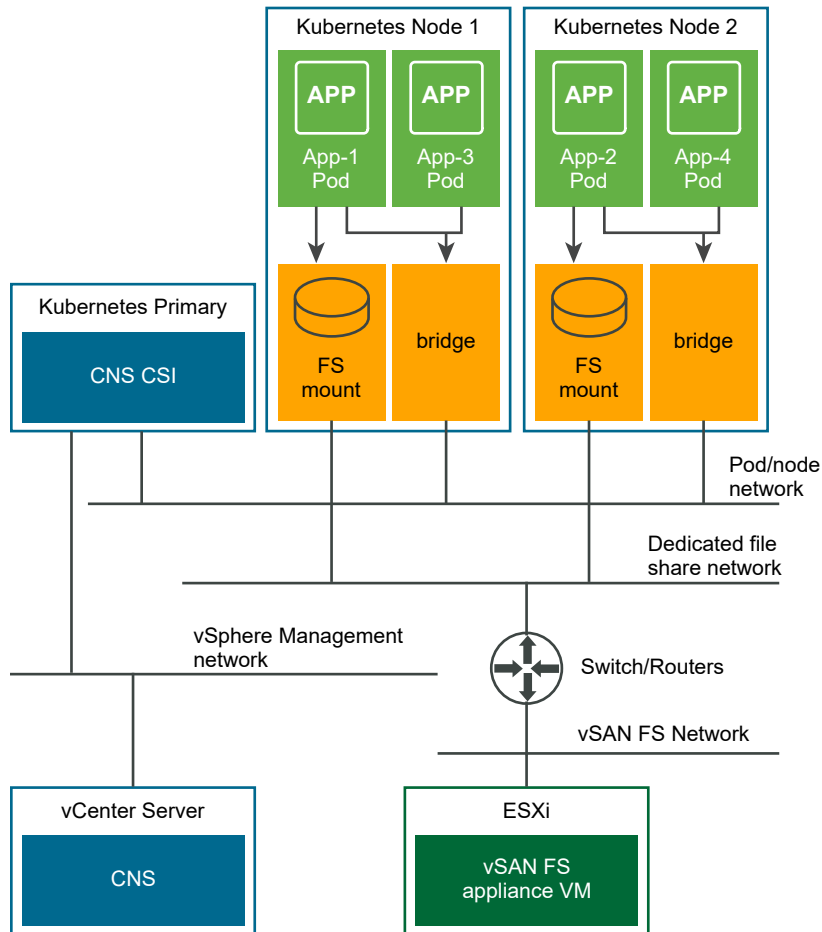 Kubernetes Node 1
Kubernetes Node 2
APP
APP
APP
APP
App-1
Pod
App-3
Pod
App-2
Pod
App-4
Pod
Kubernetes Primary
CNS CSI
FS
mount
bridge
FS
mount
bridge
Pod/node
network
Dedicated file
share network
vSphere Management
network
Switch/Routers
vSAN FS Network
vCenter Server
CNS
ESXi
vSAN FS
appliance VM